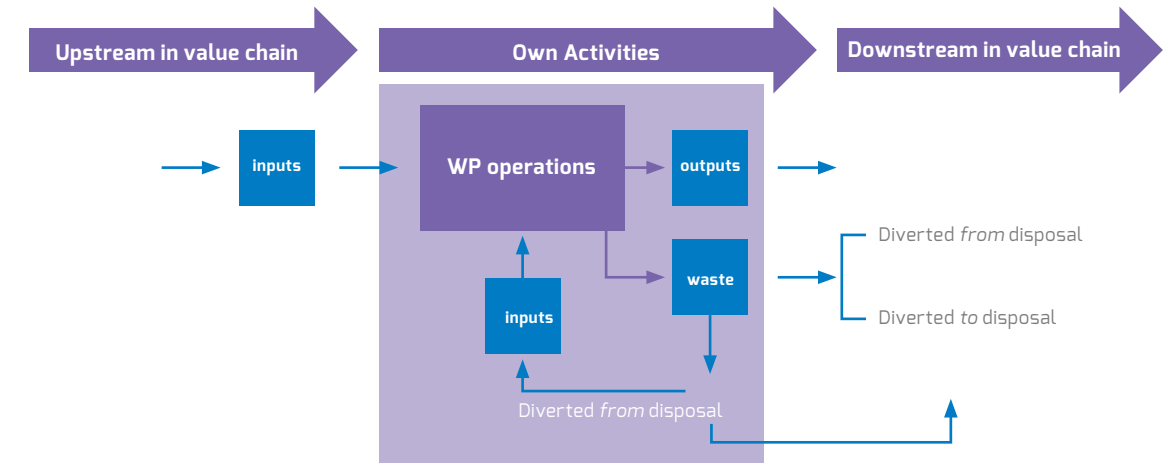 Upstream in value chain
Own Activities
Downstream in value chain
inputs
WP operations
outputs
Diverted from disposal
waste
inputs
Diverted to disposal
Diverted from disposal